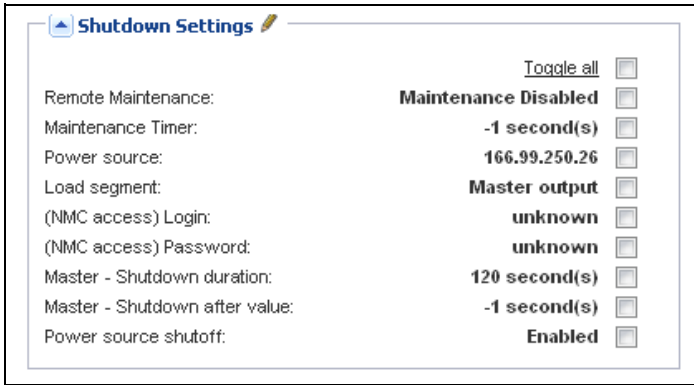 Shutdown Settings
Toggle all
Remote Maintenance: Maintenance Disabled
Maintenance Timer: -1 second(s)
Power source: 166.99.250.26
Load segment: Master output
(NMC access) Login: unknown
(NMC access) Password: unknown
Master - Shutdown duration: 120 second(s)
Master - Shutdown after value: -1 second(s)
Power source shutoff: Enabled